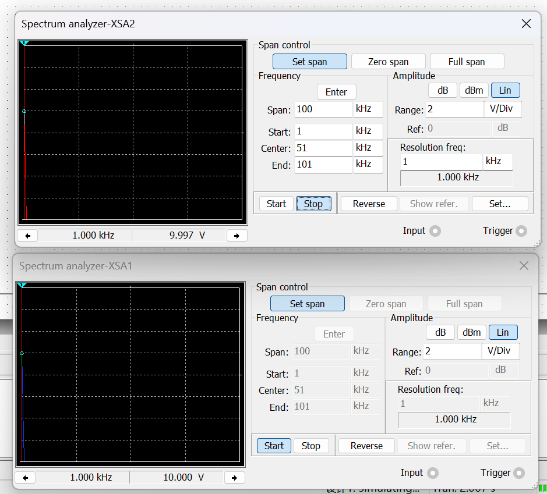 Spectrum analyzer-XSA2
Span control
Set span Zero span Full span
Frequency Amplitude
Enter dB dBm Lin
Span: 100 kHz Range: 2 V/Div
Start: 1 kHz Ref: 0 dB
Center: 51 kHz Resolution freq:
End: 101 kHz 1 kHz
1.000 kHz
Start Stop Reverse Show refer. Set...
1.000 kHz 9.997 V
Input Trigger
Spectrum analyzer-XSA1
Span control
Set span Zero span Full span
Frequency Amplitude
Enter dB dBm Lin
Span: 100 kHz Range: 2 V/Div
Start: 1 kHz Ref: 0 dB
Center: 51 kHz Resolution freq:
End: 101 kHz 1 kHz
1.000 kHz
Start Stop Reverse Show refer. Set...
1.000 kHz 10.000 V
Input Trigger